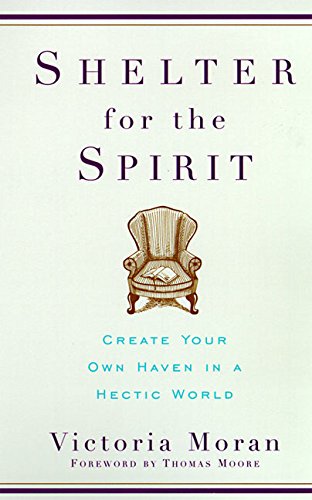 SHELTER
for the
SPIRIT
CREATE YOUR
OWN HAVEN IN A
HECTIC WORLD
Victoria Moran
FOREWORD BY THOMAS MOORE